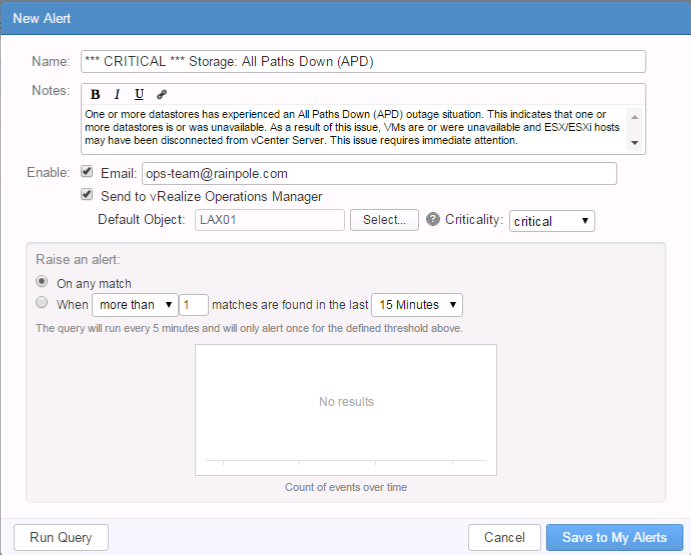 New Alert
Name: *** CRITICAL *** Storage: All Paths Down (APD)
Notes: B I U
One or more datastores has experienced an All Paths Down (APD) outage situation. This indicates that one or
more datastores is or was unavailable. As a result of this issue, VMs are or were unavailable and ESX/ESXi hosts
may have been disconnected from vCenter Server. This issue requires immediate attention.
Enable: Email: ops-team@rainpole.com
Send to vRealize Operations Manager
Default Object: LAX01 Select... ? Criticality: critical
Raise an alert:
On any match
When more than 1 matches are found in the last 15 Minutes
The query will run every 5 minutes and will only alert once for the defined threshold above.
No results
Count of events over time
Run Query Cancel Save to My Alerts